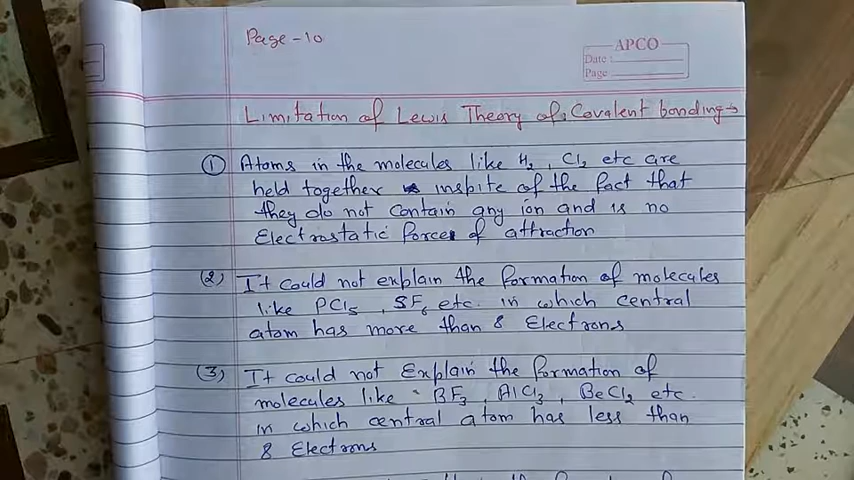 Page-10
APCO
Date :
Page
Limitation of Lewis Theory of Covalent bonding→
① Atoms in the molecules like H₂, Cl₂ etc are
held together inspite of the fact that
they do not contain any ion and is no
Electrostatic force of attraction
(2) It could not explain the formation of molecules
like PCl₅, SF₆ etc. in which central
atom has more than 8 Electrons
(3) It could not Explain the formation of
molecules like BF₃, AlCl₃, BeCl₂ etc.
in which central atom has less than
8 Electrons